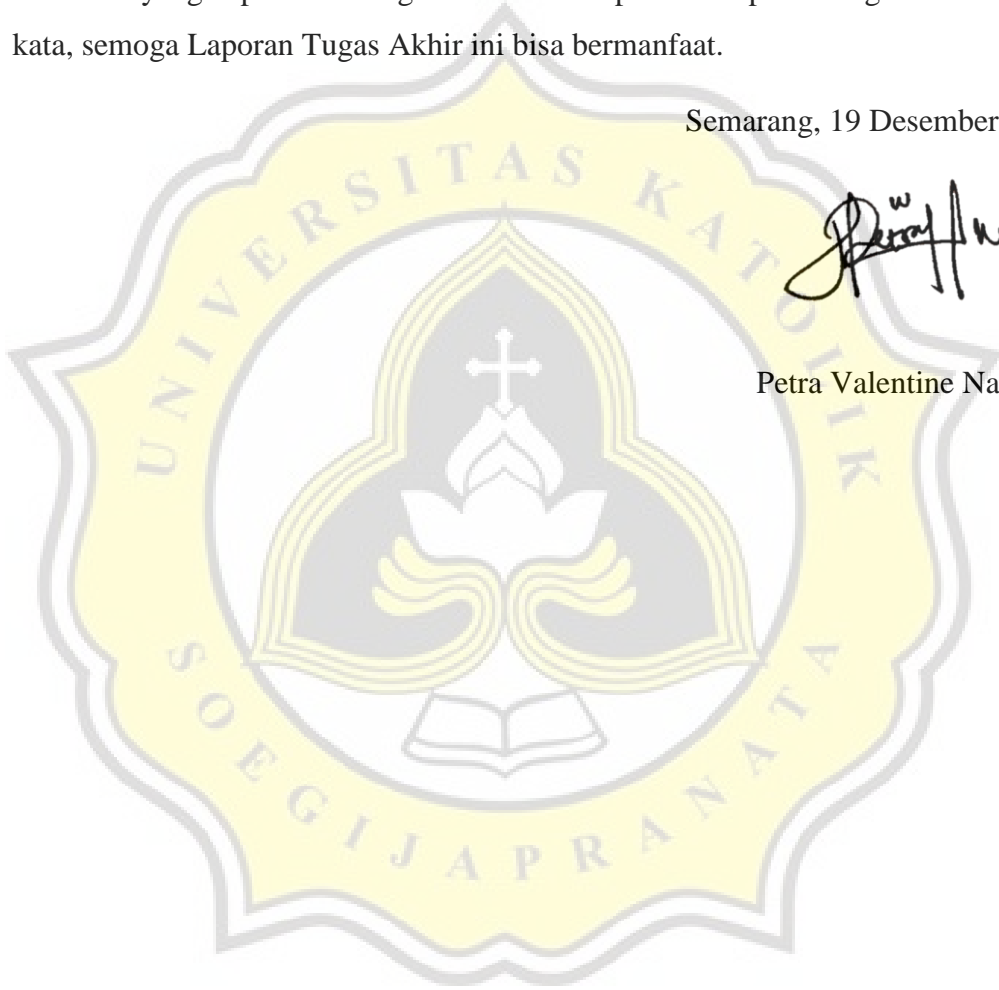 kata, semoga Laporan Tugas Akhir ini bisa bermanfaat.
Semarang, 19 Desember
Petra Valentine Na
UNIVERSITAS KATOLIK
SOEGIJAPRANATA